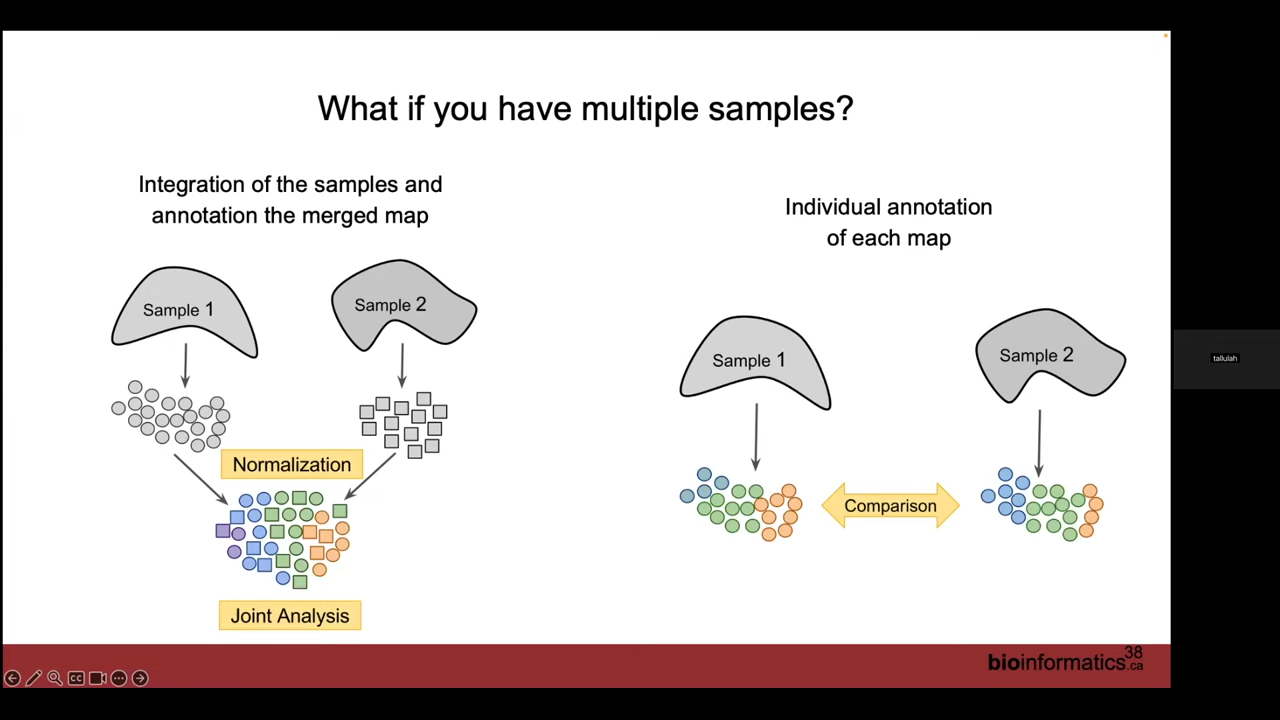 What if you have multiple samples?
Integration of the samples and
annotation the merged map
Sample 1
Sample 2
Normalization
Joint Analysis
Individual annotation
of each map
Sample 1
Sample 2
Comparison
38
bioinformatics.ca
CC
tallulah